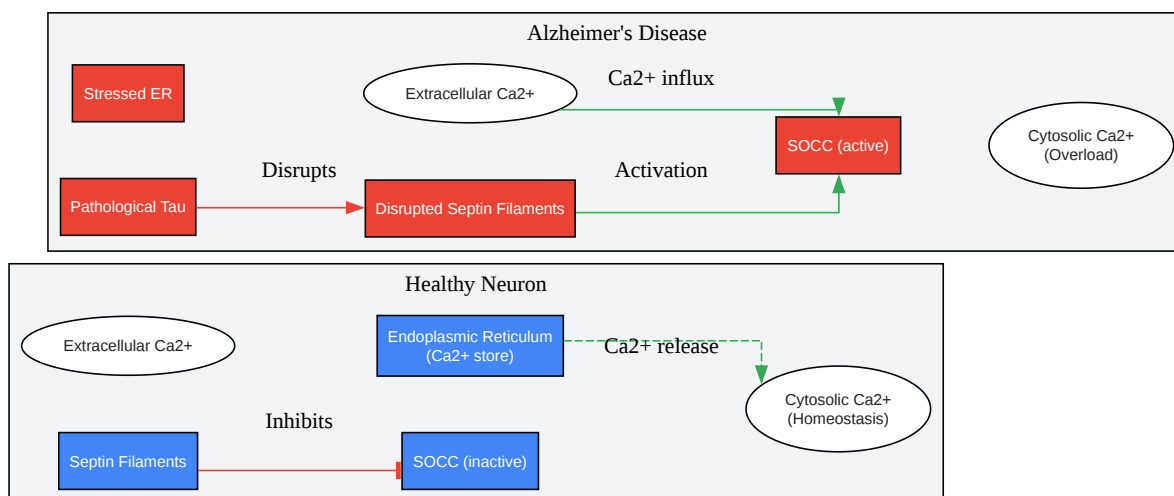 Alzheimer's Disease
Stressed ER
Extracellular Ca2+
Ca2+ influx
SOCC (active)
Cytosolic Ca2+
(Overload)
Pathological Tau
Disrupts
Disrupted Septin Filaments
Activation
Healthy Neuron
Extracellular Ca2+
Endoplasmic Reticulum
(Ca2+ store)
Ca2+ release
Cytosolic Ca2+
(Homeostasis)
Septin Filaments
Inhibits
SOCC (inactive)